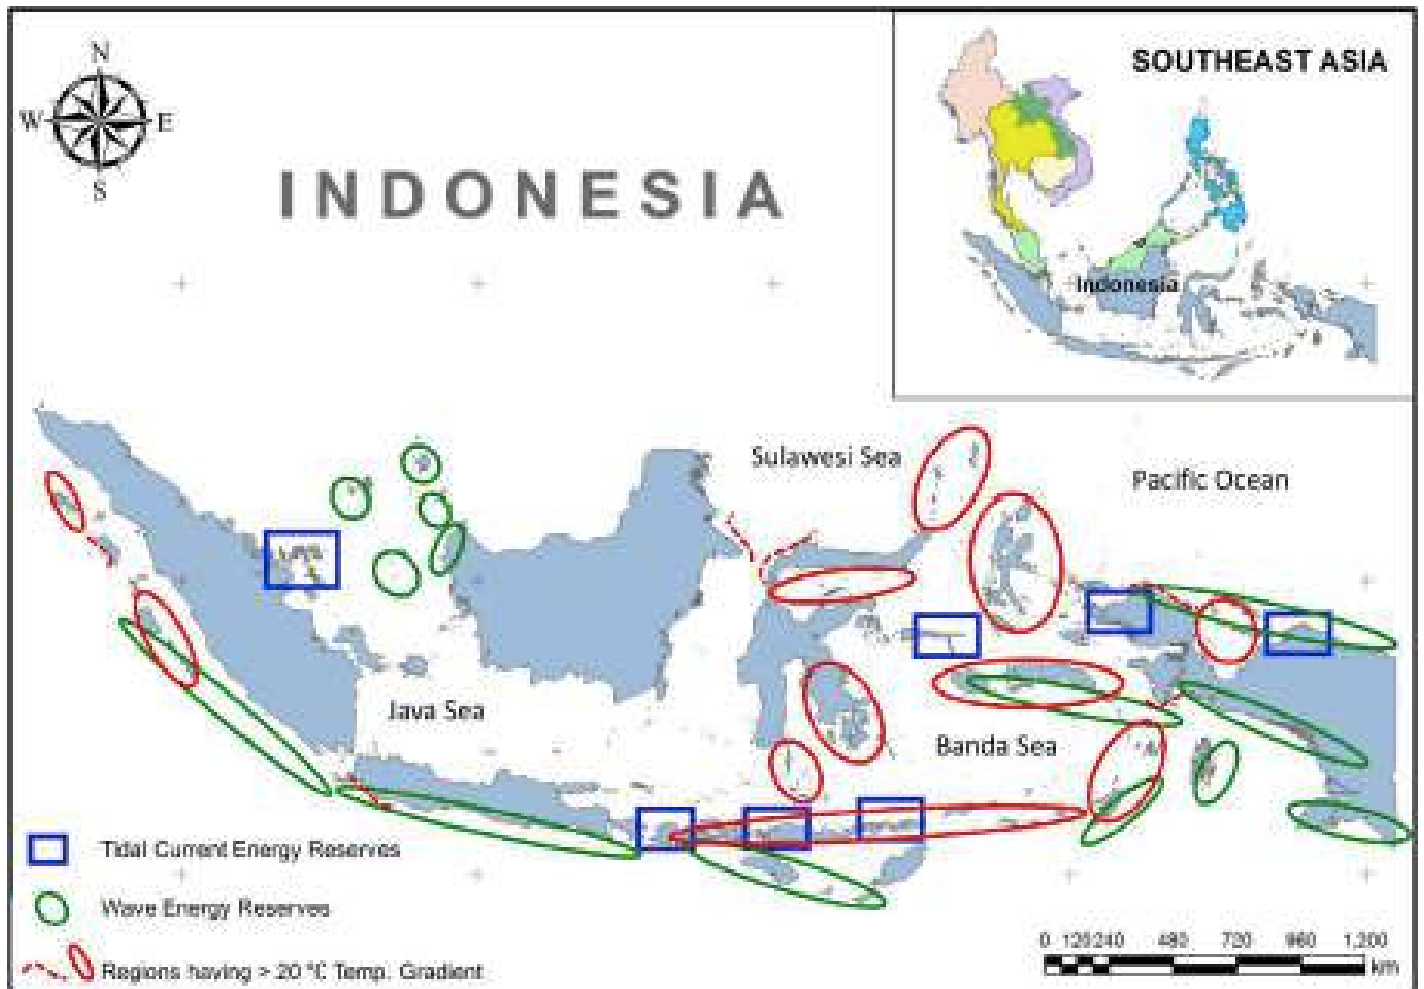 N
W E
S
INDONESIA
SOUTHEAST ASIA
Indonesia
Sulawesi Sea
Pacific Ocean
Java Sea
Banda Sea
Tidal Current Energy Reserves
Wave Energy Reserves
Regions having > 20 °C Temp. Gradient
0 120 240 480 720 960 1,200
km